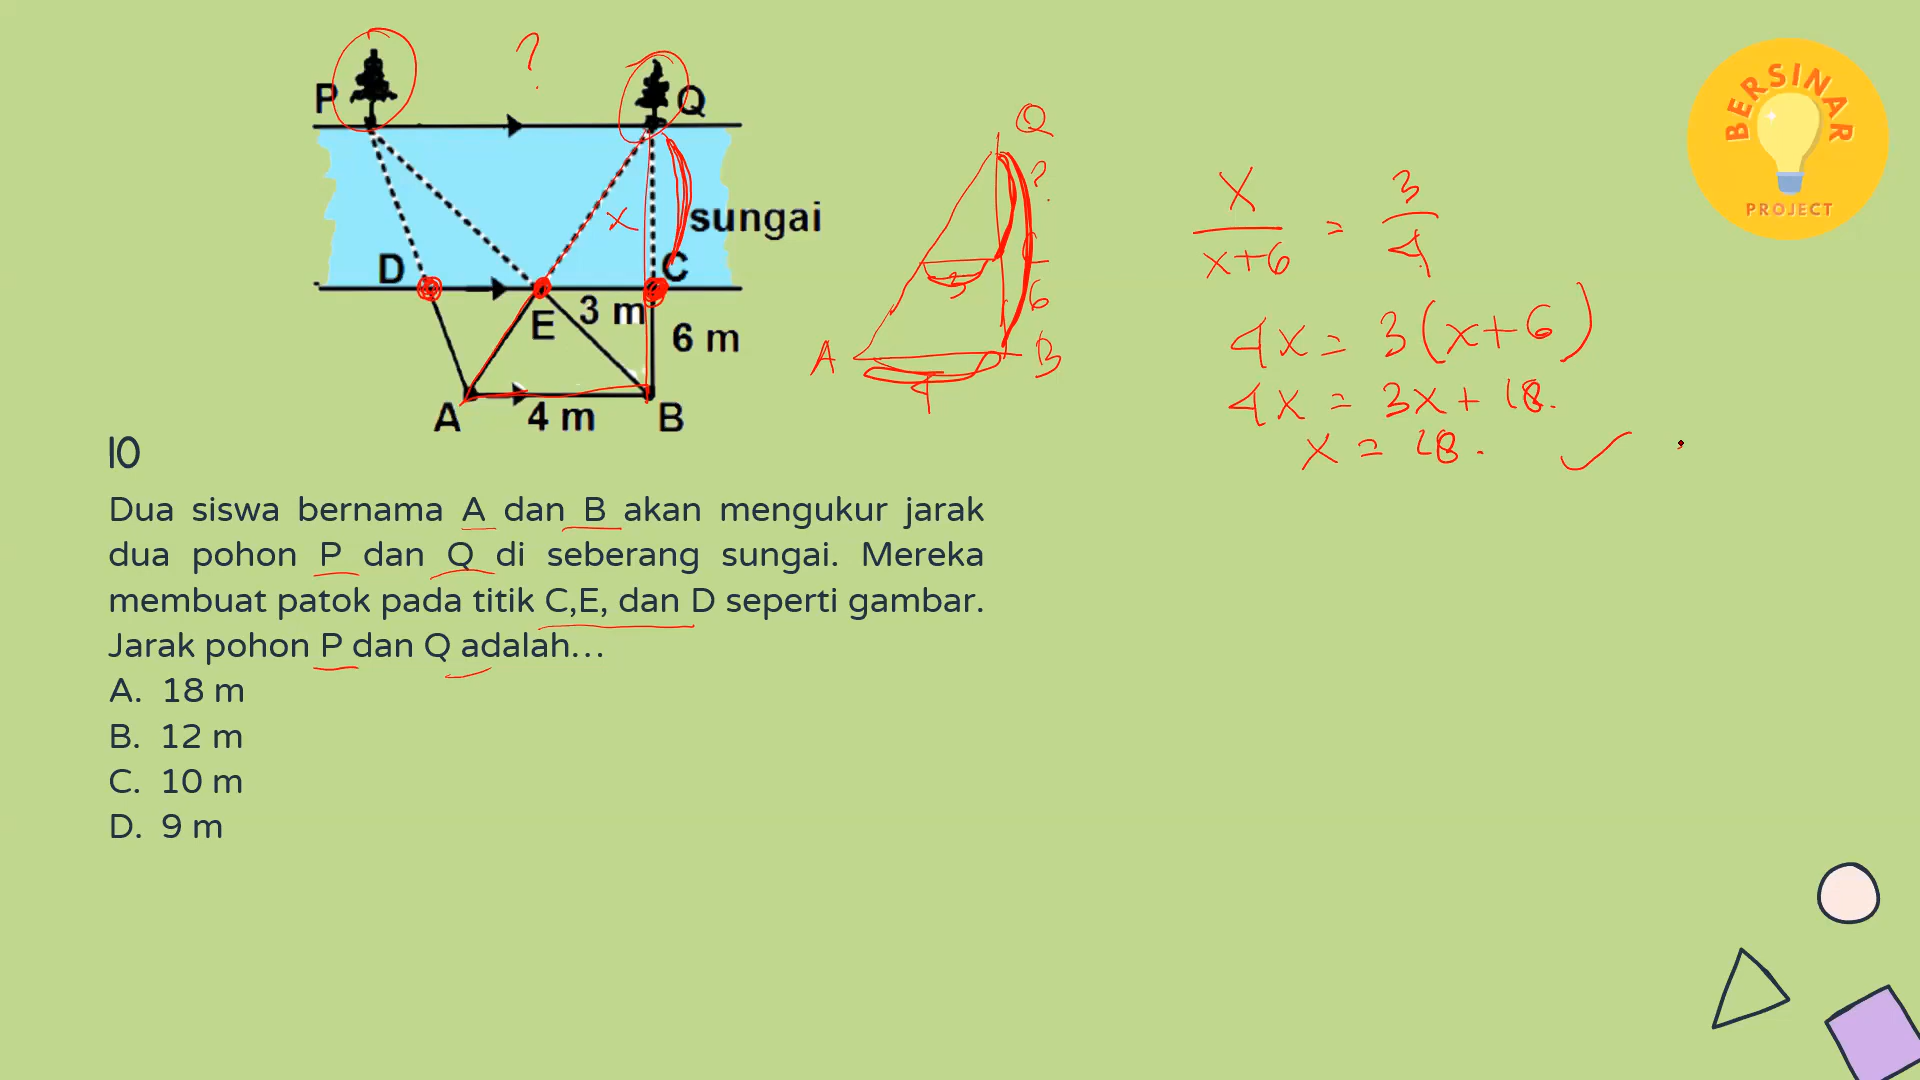 ?
P
Q
x
sungai
D
C
E
3 m
6 m
A
4 m
B
Q
?
3
6
A
B
4
x/x+6 = 3/4
4x = 3(x+6)
4x = 3x + 18.
x = 18.
BERSINAR
PROJECT
10
Dua siswa bernama A dan B akan mengukur jarak
dua pohon P dan Q di seberang sungai. Mereka
membuat patok pada titik C,E, dan D seperti gambar.
Jarak pohon P dan Q adalah...
A. 18 m
B. 12 m
C. 10 m
D. 9 m